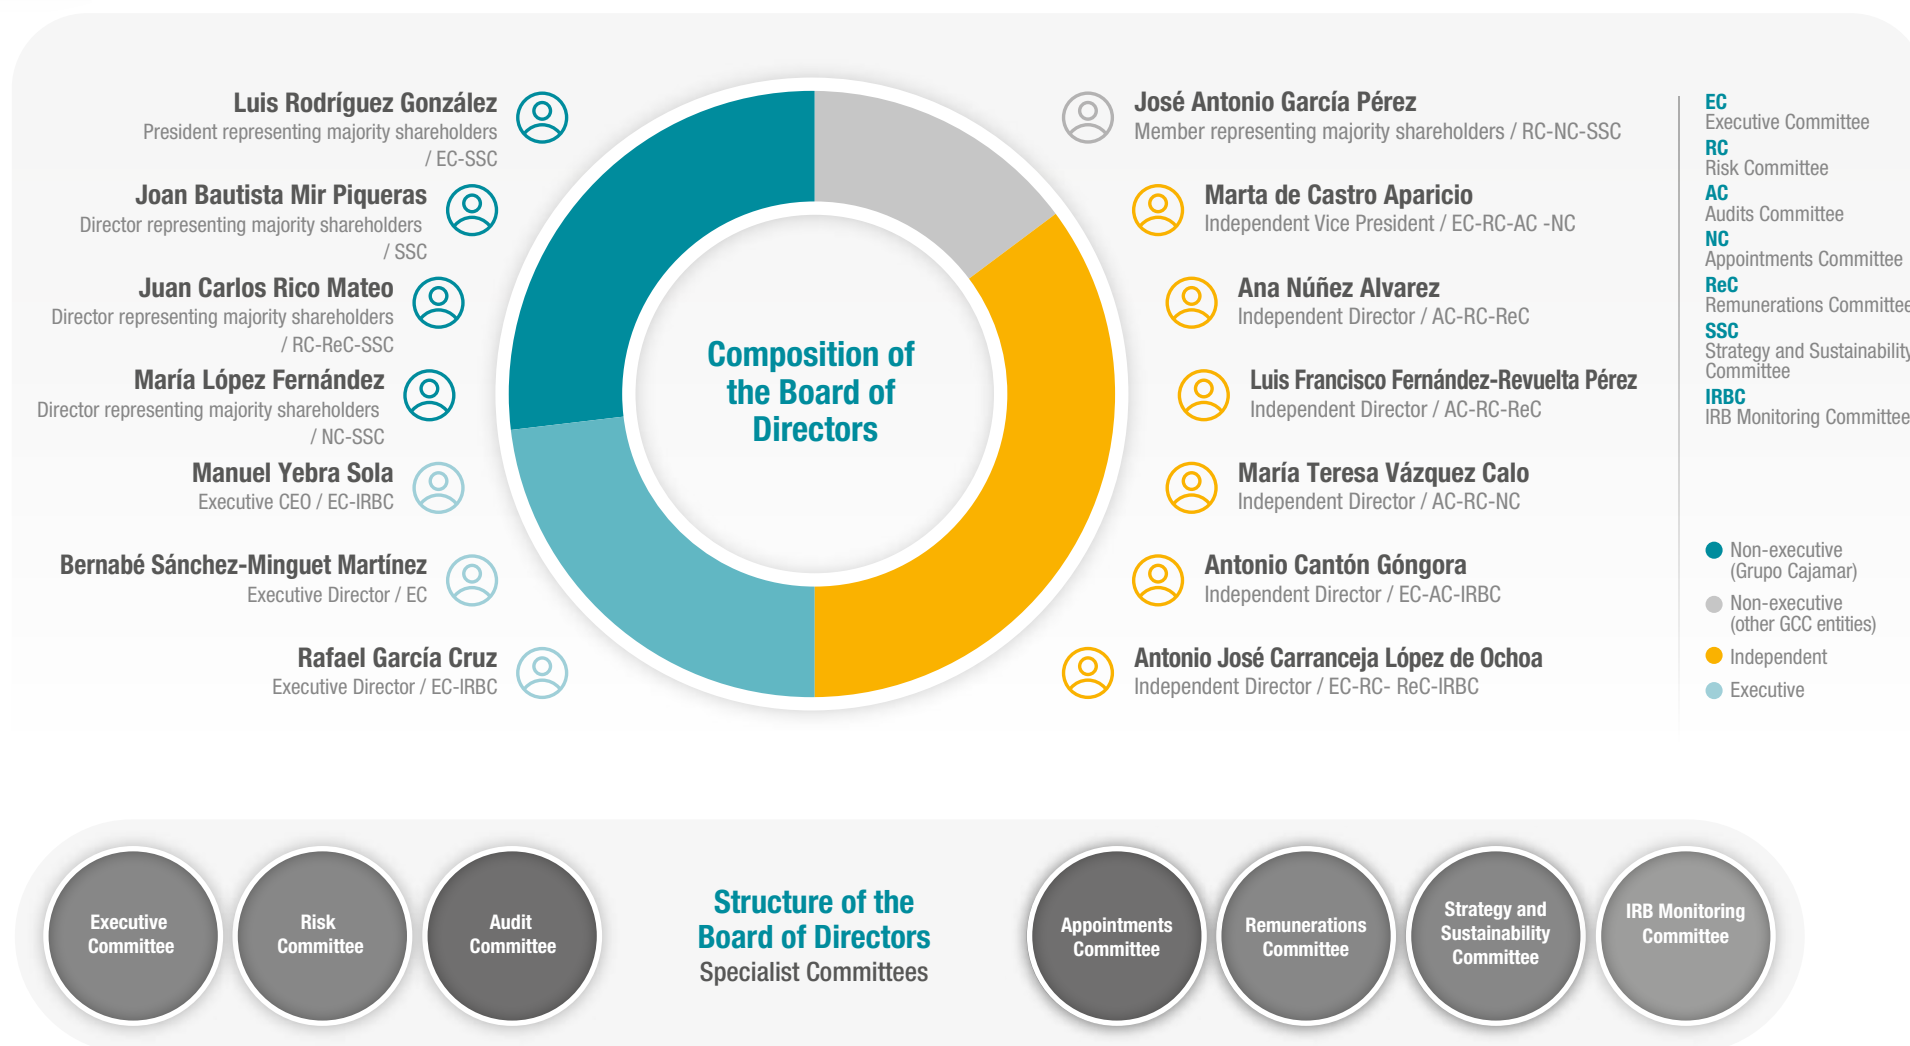 Luis Rodríguez González
President representing majority shareholders
/ EC-SSC
Joan Bautista Mir Piqueras
Director representing majority shareholders
/ SSC
Juan Carlos Rico Mateo
Director representing majority shareholders
/ RC-ReC-SSC
María López Fernández
Director representing majority shareholders
/ NC-SSC
Manuel Yebra Sola
Executive CEO / EC-IRBC
Bernabé Sánchez-Minguet Martínez
Executive Director / EC
Rafael García Cruz
Executive Director / EC-IRBC
Composition of
the Board of
Directors
José Antonio García Pérez
Member representing majority shareholders / RC-NC-SSC
Marta de Castro Aparicio
Independent Vice President / EC-RC-AC -NC
Ana Núñez Alvarez
Independent Director / AC-RC-ReC
Luis Francisco Fernández-Revuelta Pérez
Independent Director / AC-RC-ReC
María Teresa Vázquez Calo
Independent Director / AC-RC-NC
Antonio Cantón Góngora
Independent Director / EC-AC-IRBC
Antonio José Carranceja López de Ochoa
Independent Director / EC-RC- ReC-IRBC
EC
Executive Committee
RC
Risk Committee
AC
Audits Committee
NC
Appointments Committee
ReC
Remunerations Committee
SSC
Strategy and Sustainability
Committee
IRBC
IRB Monitoring Committee
Non-executive
(Grupo Cajamar)
Non-executive
(other GCC entities)
Independent
Executive
Executive
Committee
Risk
Committee
Audit
Committee
Structure of the
Board of Directors
Specialist Committees
Appointments
Committee
Remunerations
Committee
Strategy and
Sustainability
Committee
IRB Monitoring
Committee